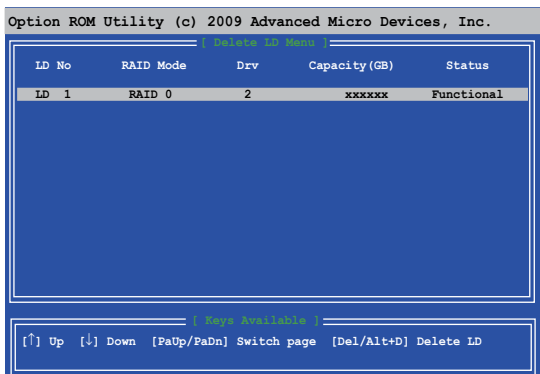 Option ROM Utility (c) 2009 Advanced Micro Devices, Inc.
[ Delete LD Menu ]
LD No RAID Mode Drv Capacity(GB) Status
LD 1 RAID 0 2 xxxxxx Functional
[ Keys Available ]
[↑] Up [↓] Down [PaUp/PaDn] Switch page [Del/Alt+D] Delete LD